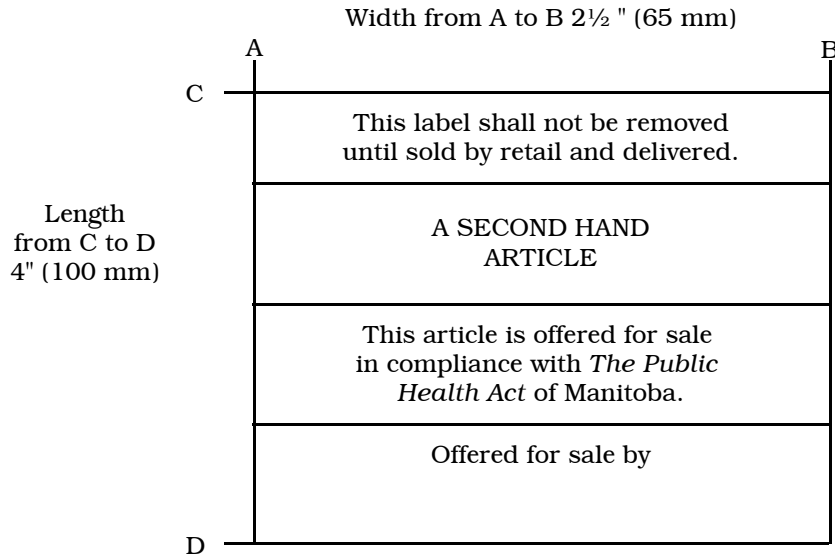 Width from A to B 2½ " (65 mm)
A
B
C
This label shall not be removed
until sold by retail and delivered.
Length
from C to D
4" (100 mm)
A SECOND HAND
ARTICLE
This article is offered for sale
in compliance with The Public
Health Act of Manitoba.
Offered for sale by
D